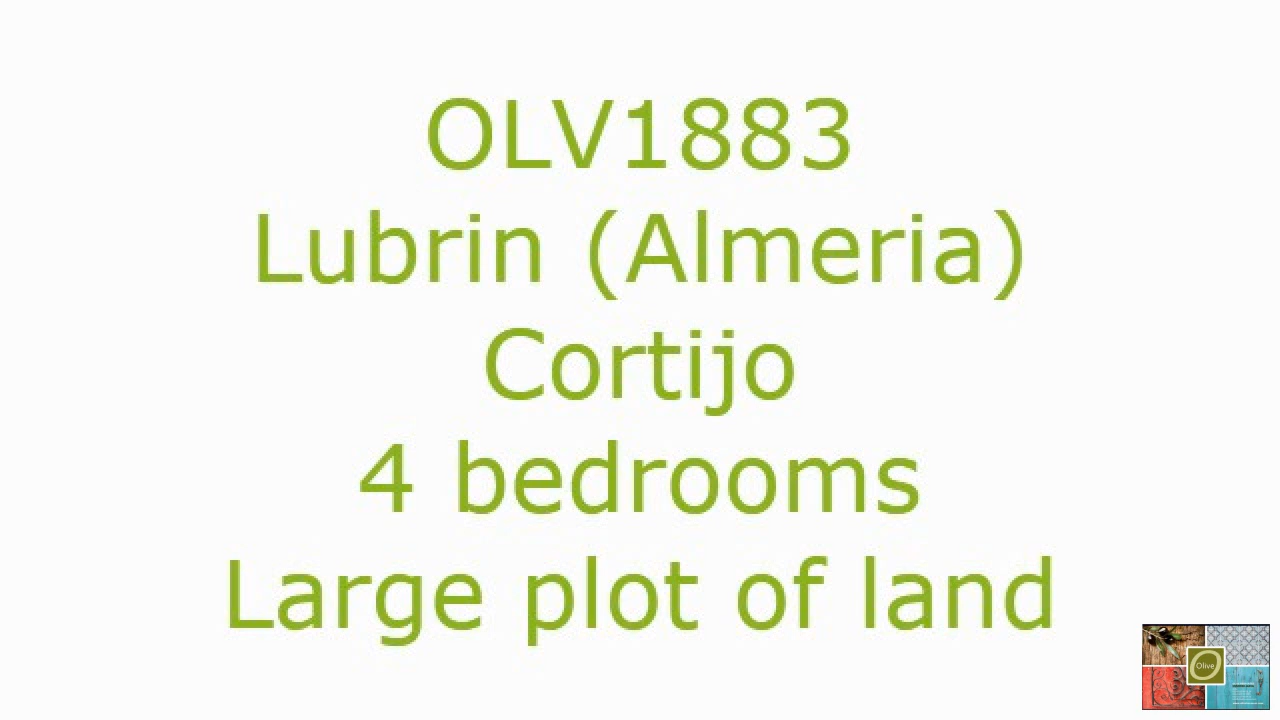 OLV1883
Lubrin (Almeria)
Cortijo
4 bedrooms
Large plot of land
Olive